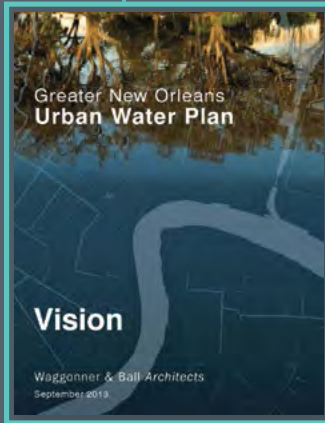 Greater New Orleans
Urban Water Plan
Vision
Waggonner & Ball Architects
September 2013